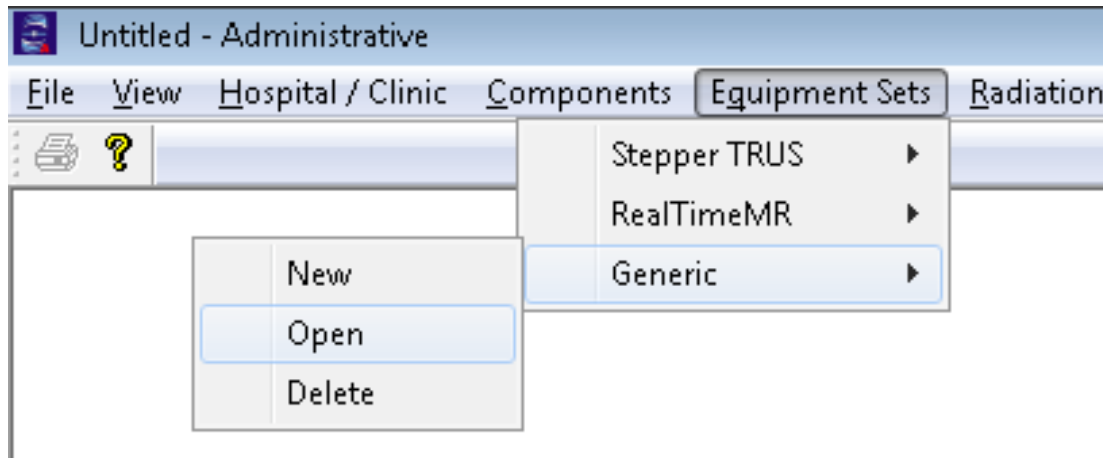 Untitled - Administrative
File View Hospital / Clinic Components Equipment Sets Radiation
Stepper TRUS
RealTimeMR
Generic
New
Open
Delete